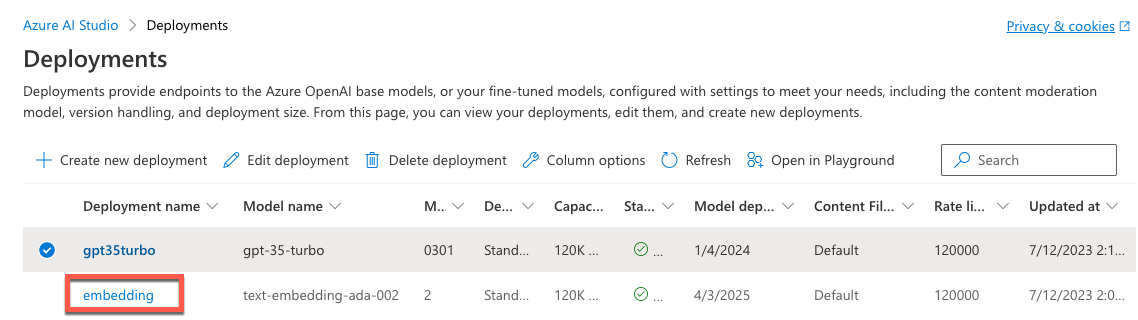 Azure AI Studio > Deployments
Privacy & cookies
Deployments
Deployments provide endpoints to the Azure OpenAI base models, or your fine-tuned models, configured with settings to meet your needs, including the content moderation
model, version handling, and deployment size. From this page, you can view your deployments, edit them, and create new deployments.
Create new deployment Edit deployment Delete deployment Column options Refresh Open in Playground Search
Deployment name Model name M... De... Capac... Sta... Model dep... Content Fil... Rate li... Updated at
gpt35turbo gpt-35-turbo 0301 Stand... 120K ... ... 1/4/2024 Default 120000 7/12/2023 2:1...
embedding text-embedding-ada-002 2 Stand... 120K ... ... 4/3/2025 Default 120000 7/12/2023 2:0...